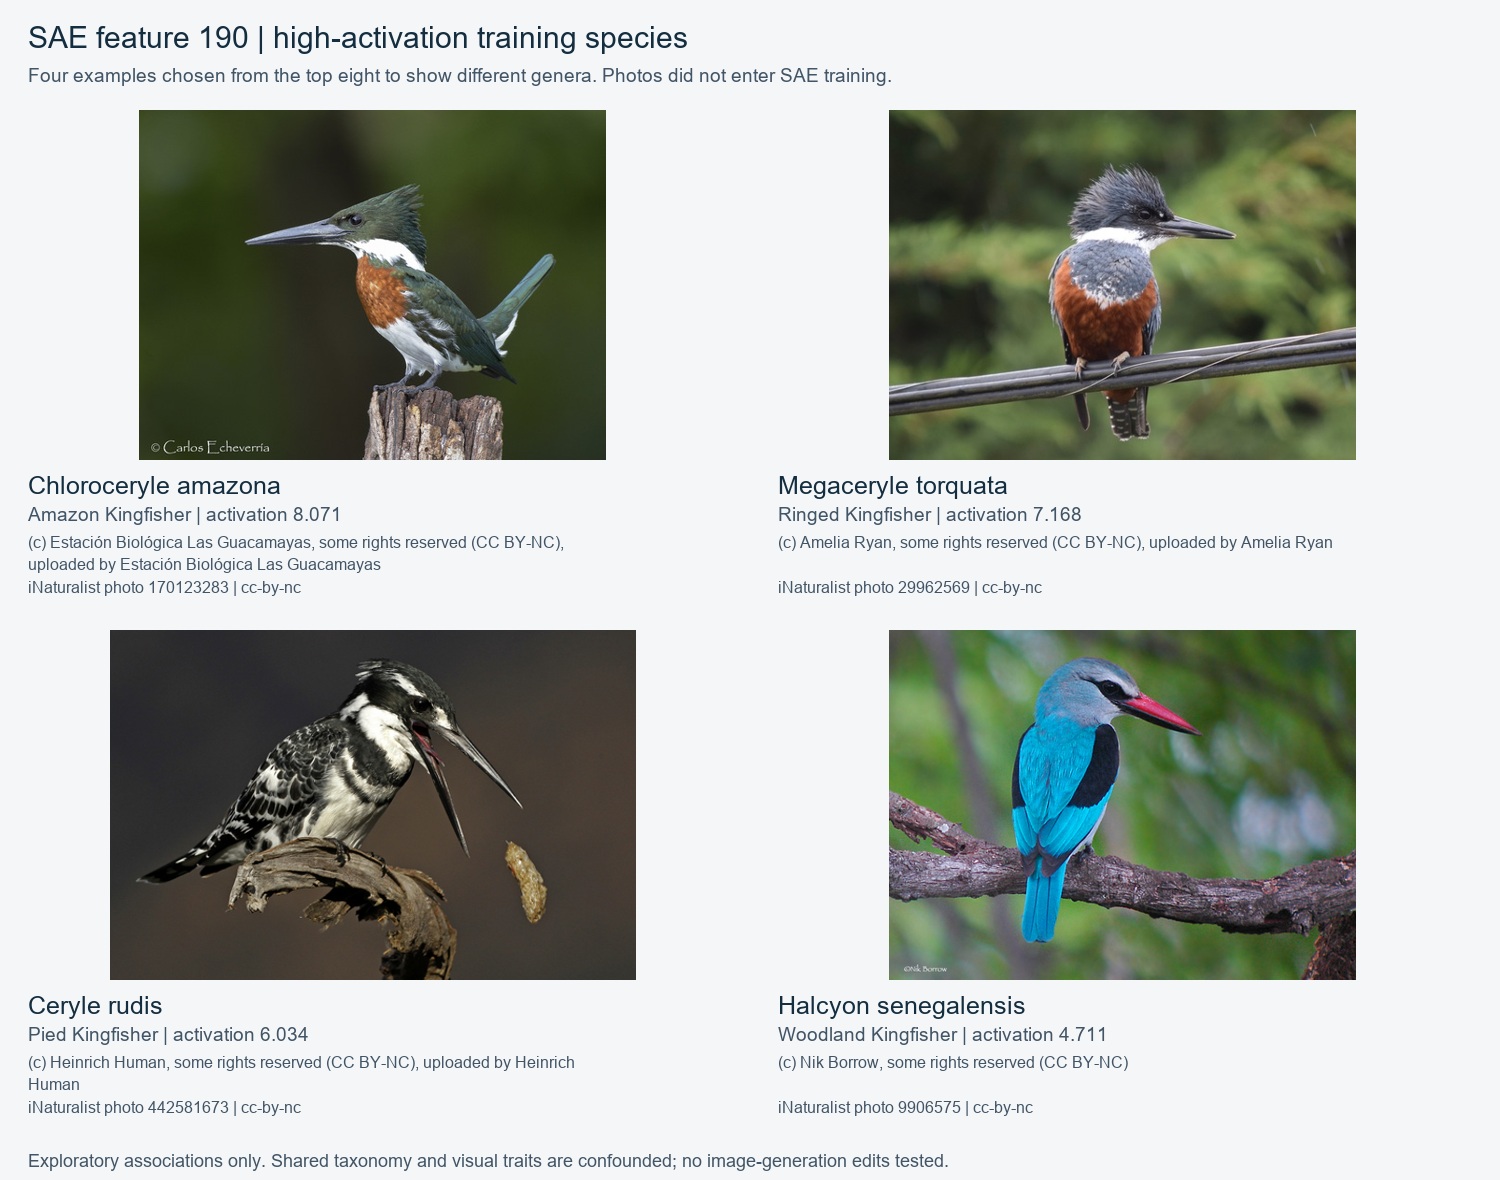 SAE feature 190 | high-activation training species
Four examples chosen from the top eight to show different genera. Photos did not enter SAE training.
© Carlos Echeverría
Chloroceryle amazona
Amazon Kingfisher | activation 8.071
(c) Estación Biológica Las Guacamayas, some rights reserved (CC BY-NC),
uploaded by Estación Biológica Las Guacamayas
iNaturalist photo 170123283 | cc-by-nc
Megaceryle torquata
Ringed Kingfisher | activation 7.168
(c) Amelia Ryan, some rights reserved (CC BY-NC), uploaded by Amelia Ryan
iNaturalist photo 29962569 | cc-by-nc
Ceryle rudis
Pied Kingfisher | activation 6.034
(c) Heinrich Human, some rights reserved (CC BY-NC), uploaded by Heinrich
Human
iNaturalist photo 442581673 | cc-by-nc
©Nik Borrow
Halcyon senegalensis
Woodland Kingfisher | activation 4.711
(c) Nik Borrow, some rights reserved (CC BY-NC)
iNaturalist photo 9906575 | cc-by-nc
Exploratory associations only. Shared taxonomy and visual traits are confounded; no image-generation edits tested.